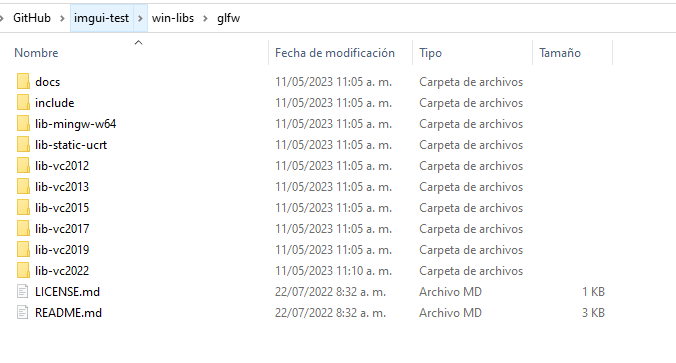 GitHub > imgui-test > win-libs > glfw
Nombre Fecha de modificación Tipo Tamaño
docs 11/05/2023 11:05 a. m. Carpeta de archivos
include 11/05/2023 11:05 a. m. Carpeta de archivos
lib-mingw-w64 11/05/2023 11:05 a. m. Carpeta de archivos
lib-static-ucrt 11/05/2023 11:05 a. m. Carpeta de archivos
lib-vc2012 11/05/2023 11:05 a. m. Carpeta de archivos
lib-vc2013 11/05/2023 11:05 a. m. Carpeta de archivos
lib-vc2015 11/05/2023 11:05 a. m. Carpeta de archivos
lib-vc2017 11/05/2023 11:05 a. m. Carpeta de archivos
lib-vc2019 11/05/2023 11:05 a. m. Carpeta de archivos
lib-vc2022 11/05/2023 11:10 a. m. Carpeta de archivos
LICENSE.md 22/07/2022 8:32 a. m. Archivo MD 1 KB
README.md 22/07/2022 8:32 a. m. Archivo MD 3 KB